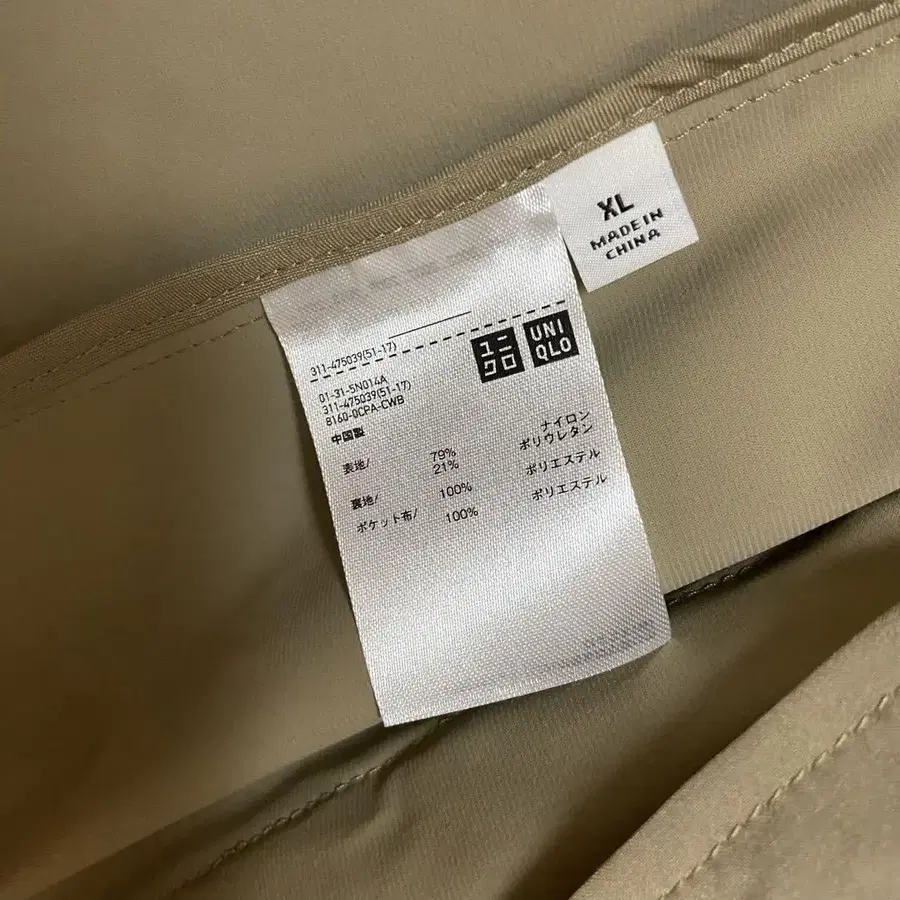 XL
MADE IN
CHINA
311-475039(51-17)
ユニ
クロ
UNI
QLO
01-31-5N014A
311-475039(51-17)
8160-0CPA-CWB
中国製
表地/ 79% ナイロン
21% ポリウレタン
裏地/ 100% ポリエステル
ポケット布/ 100% ポリエステル